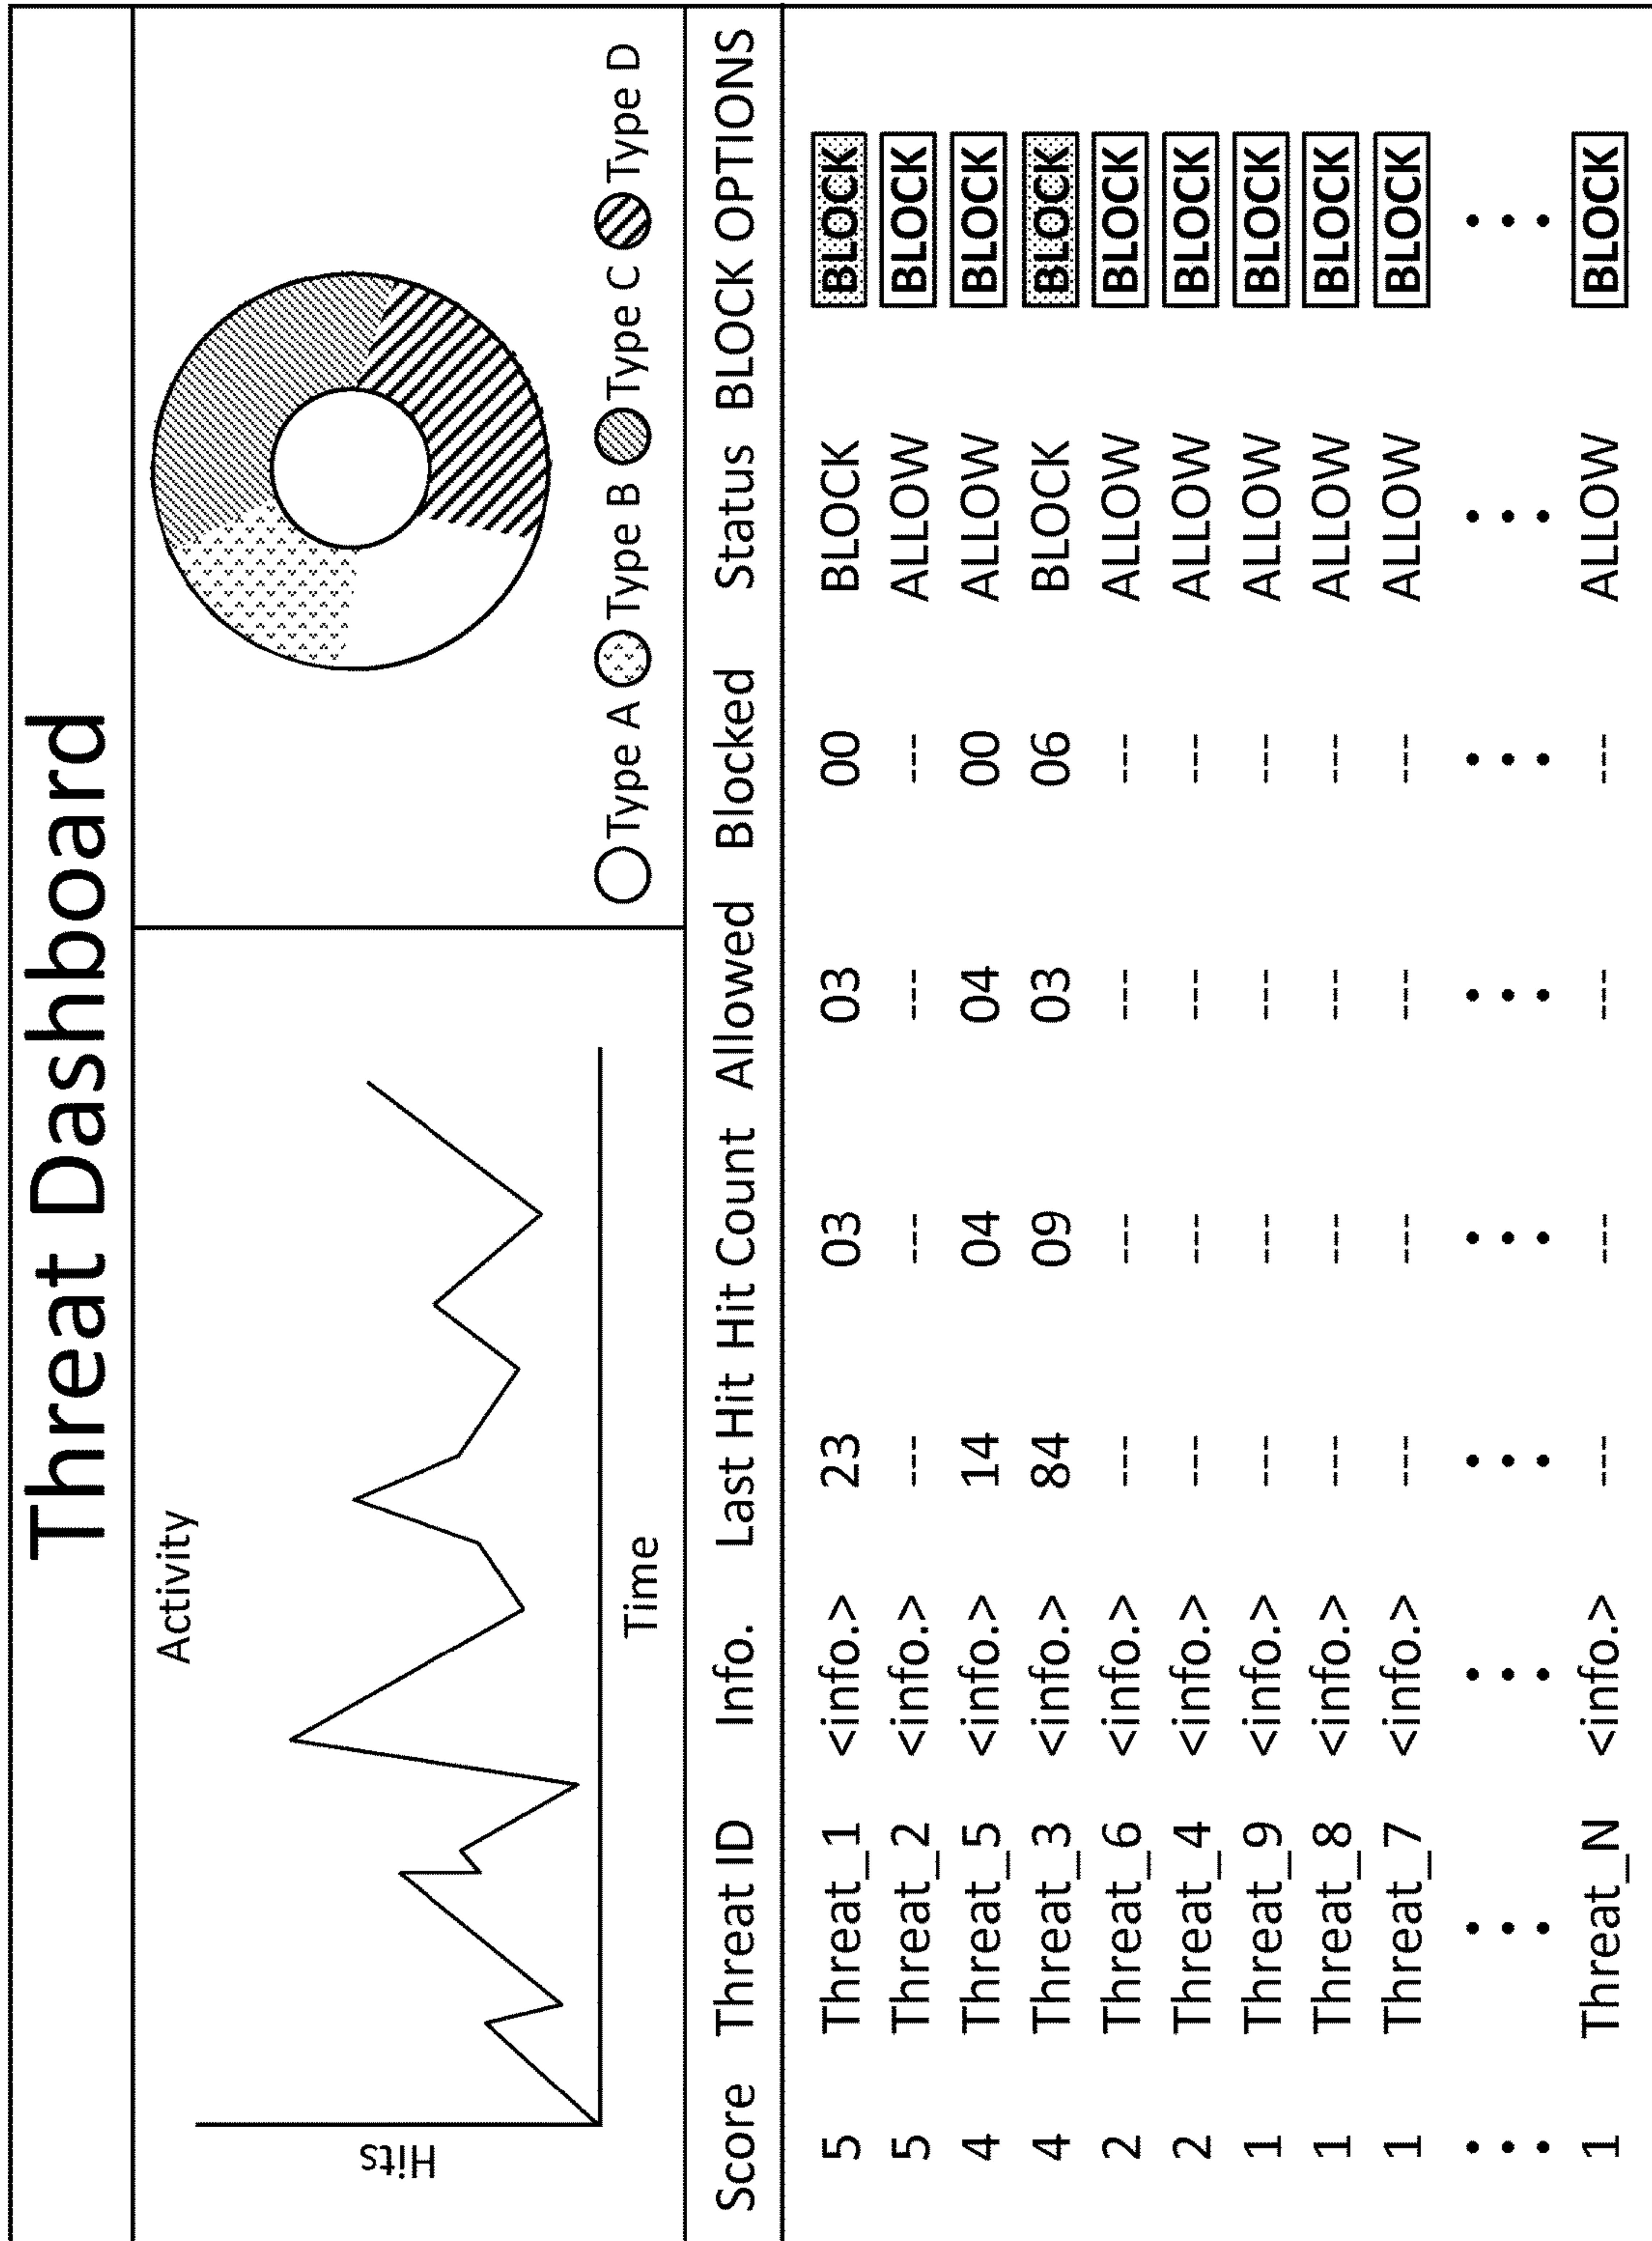 Threat Dashboard
Activity
Hits
Time
Type A Type B Type C Type D
Score Threat ID Info. Last Hit Hit Count Allowed Blocked Status BLOCK OPTIONS
5 Threat_1 <info.> 23 03 03 00 BLOCK BLOCK
5 Threat_2 <info.> --- --- --- --- ALLOW BLOCK
4 Threat_5 <info.> 14 04 04 00 ALLOW BLOCK
4 Threat_3 <info.> 84 09 03 06 BLOCK BLOCK
2 Threat_6 <info.> --- --- --- --- ALLOW BLOCK
2 Threat_4 <info.> --- --- --- --- ALLOW BLOCK
1 Threat_9 <info.> --- --- --- --- ALLOW BLOCK
1 Threat_8 <info.> --- --- --- --- ALLOW BLOCK
1 Threat_7 <info.> --- --- --- --- ALLOW BLOCK
1 Threat_N <info.> --- --- --- --- ALLOW BLOCK